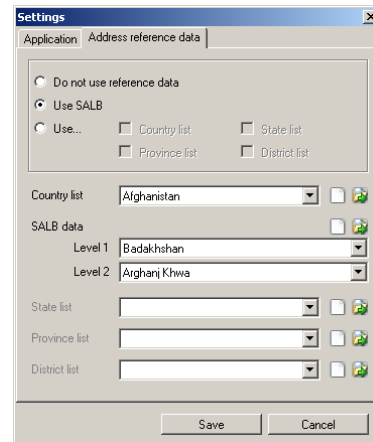 Settings
Application Address reference data
Do not use reference data
Use SALB
Use... Country list State list
Province list District list
Country list Afghanistan
SALB data
Level 1 Badakhshan
Level 2 Arghanj Khwa
State list
Province list
District list
Save Cancel